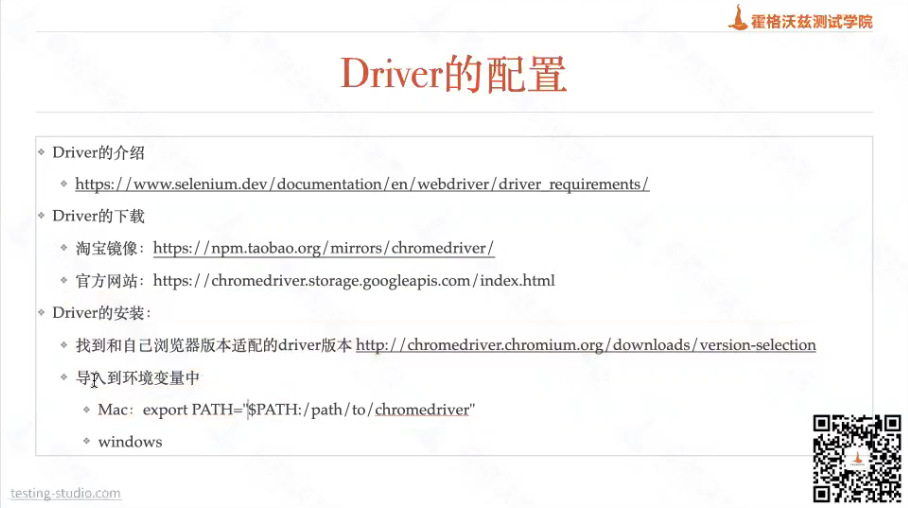 霍格沃兹测试学院
Driver的配置
Driver的介绍
https://www.selenium.dev/documentation/en/webdriver/driver_requirements/
Driver的下载
淘宝镜像：https://npm.taobao.org/mirrors/chromedriver/
官方网站：https://chromedriver.storage.googleapis.com/index.html
Driver的安装：
找到和自己浏览器版本适配的driver版本 http://chromedriver.chromium.org/downloads/version-selection
导入到环境变量中
Mac：export PATH="$PATH:/path/to/chromedriver"
windows
testing-studio.com